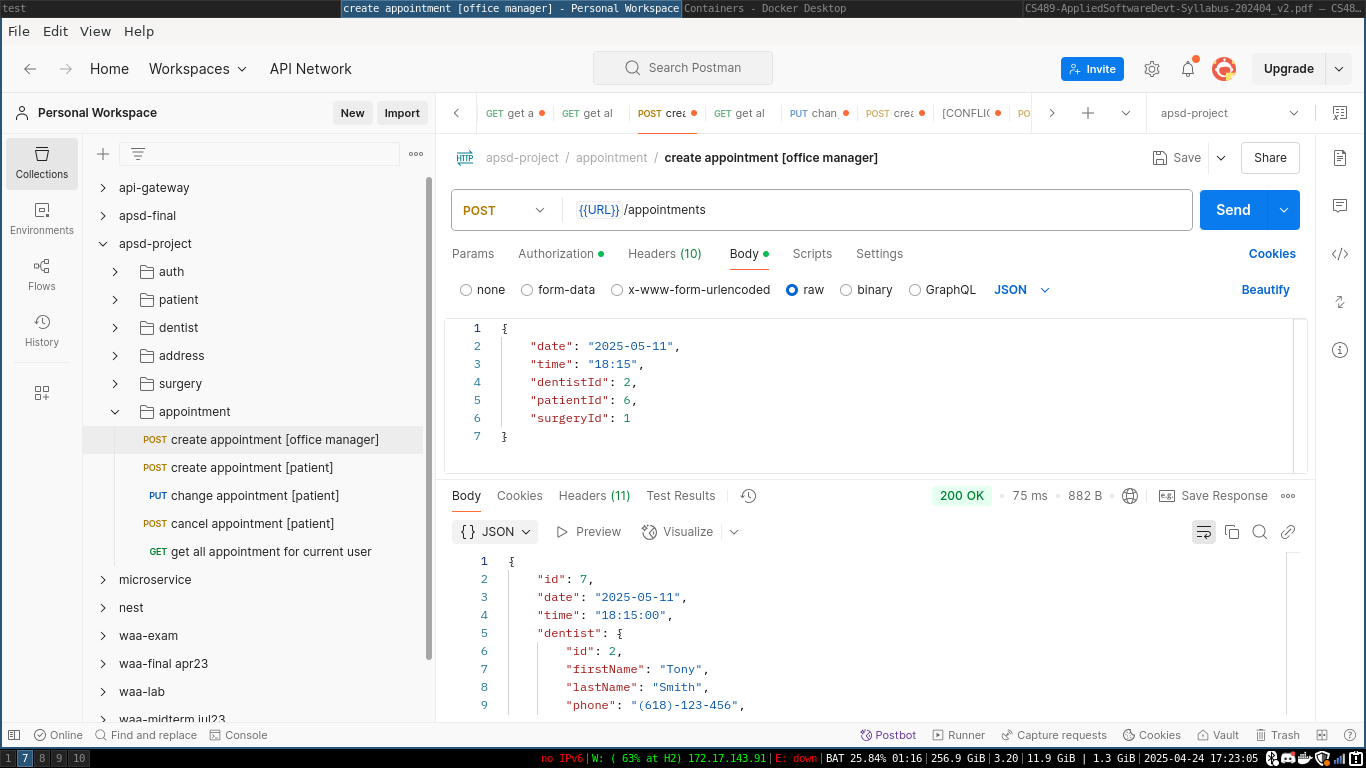 test
create appointment [office manager] - Personal Workspace
Containers - Docker Desktop
CS489-AppliedSoftwareDevt-Syllabus-202404_v2.pdf — CS48…
File Edit View Help
Home Workspaces API Network
Search Postman
Invite
Upgrade
Personal Workspace
New Import
GET get a
GET get al
POST crea
GET get al
PUT chan
POST crea
[CONFLIC
PO
apsd-project
Collections
Environments
Flows
History
api-gateway
apsd-final
apsd-project
auth
patient
dentist
address
surgery
appointment
POST create appointment [office manager]
POST create appointment [patient]
PUT change appointment [patient]
POST cancel appointment [patient]
GET get all appointment for current user
microservice
nest
waa-exam
waa-final apr23
waa-lab
waa-midterm jul23
HTTP apsd-project / appointment / create appointment [office manager]
Save
Share
POST
{{URL}} /appointments
Send
Params Authorization Headers (10) Body Scripts Settings
Cookies
none form-data x-www-form-urlencoded raw binary GraphQL JSON
Beautify
1 {
2 "date": "2025-05-11",
3 "time": "18:15",
4 "dentistId": 2,
5 "patientId": 6,
6 "surgeryId": 1
7 }
Body Cookies Headers (11) Test Results
200 OK 75 ms 882 B
e.g. Save Response
{ } JSON Preview Visualize
1 {
2 "id": 7,
3 "date": "2025-05-11",
4 "time": "18:15:00",
5 "dentist": {
6 "id": 2,
7 "firstName": "Tony",
8 "lastName": "Smith",
9 "phone": "(618)-123-456",
Online Find and replace Console
Postbot Runner Capture requests Cookies Vault Trash
1 7 8 9 10
no IPv6|W: ( 63% at H2) 172.17.143.91|E: down|BAT 25.84% 01:16|256.9 GiB|3.20|11.9 GiB | 1.3 GiB|2025-04-24 17:23:05